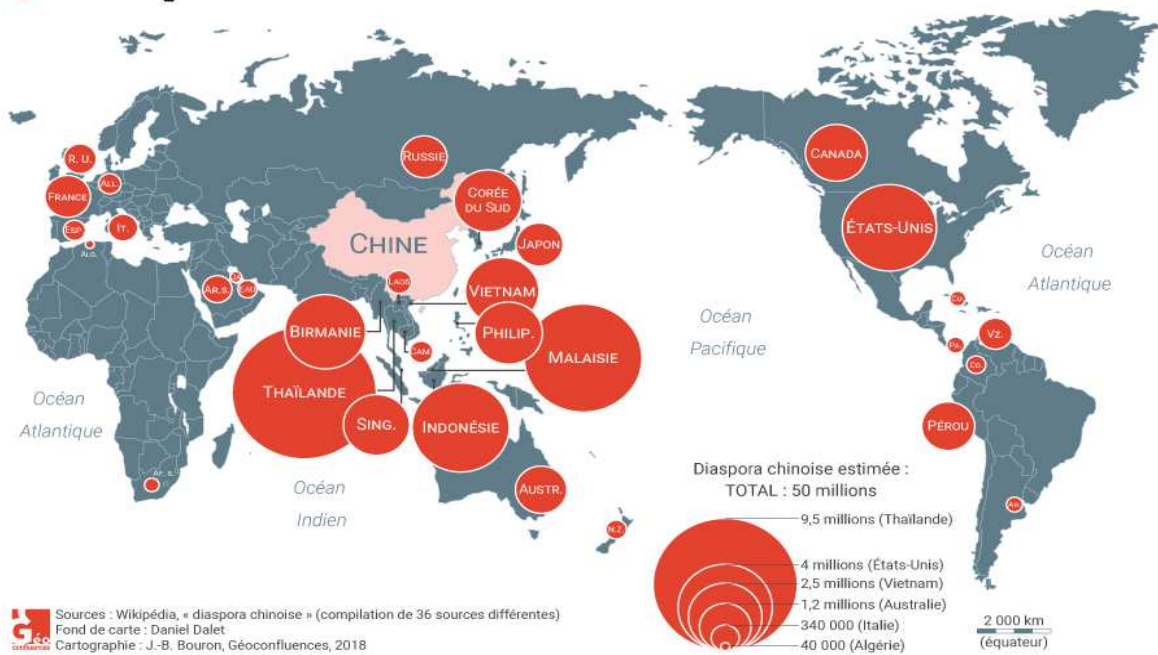 R. U.
ALL.
FRANCE
ESP
IT.
ALG.
RUSSIE
CORÉE
DU SUD
CHINE
JAPON
AR.S.
EAU
LAOS
VIETNAM
BIRMANIE
PHILIP.
CAM.
MALAISIE
THAÏLANDE
SING.
INDONÉSIE
AUSTR.
N.Z.
AF. S.
Océan
Atlantique
Océan
Indien
Océan
Pacifique
CANADA
ÉTATS-UNIS
Océan
Atlantique
CU.
PA.
VZ.
CO.
PÉROU
AR.
Diaspora chinoise estimée :
TOTAL : 50 millions
9,5 millions (Thaïlande)
4 millions (États-Unis)
2,5 millions (Vietnam)
1,2 millions (Australie)
340 000 (Italie)
40 000 (Algérie)
2 000 km
(équateur)
Géo
confluences
Sources : Wikipédia, « diaspora chinoise » (compilation de 36 sources différentes)
Fond de carte : Daniel Dalet
Cartographie : J.-B. Bouron, Géoconfluences, 2018